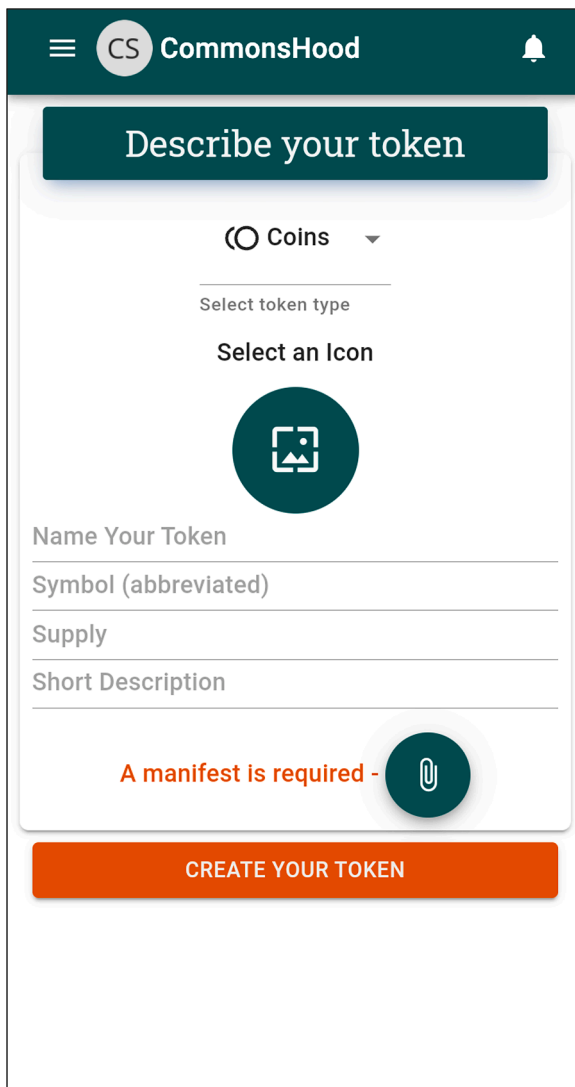 CS CommonsHood
Describe your token
Coins
Select token type
Select an Icon
Name Your Token
Symbol (abbreviated)
Supply
Short Description
A manifest is required -
CREATE YOUR TOKEN